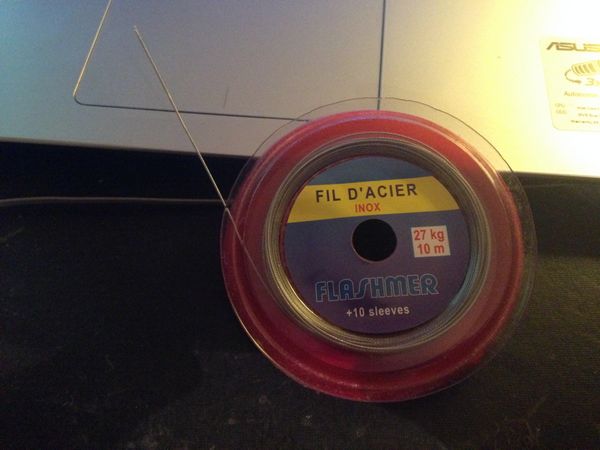 FIL D'ACIER
INOX
27 kg
10 m
FLASHMER
+10 sleeves
ASUS